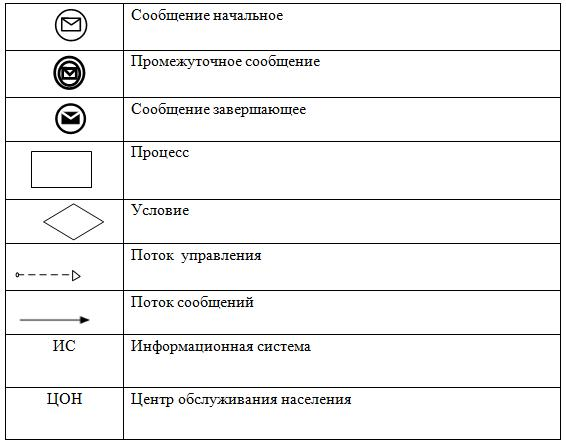 Сообщение начальное
Промежуточное сообщение
Сообщение завершающее
Процесс
Условие
Поток управления
Поток сообщений
ИС Информационная система
ЦОН Центр обслуживания населения